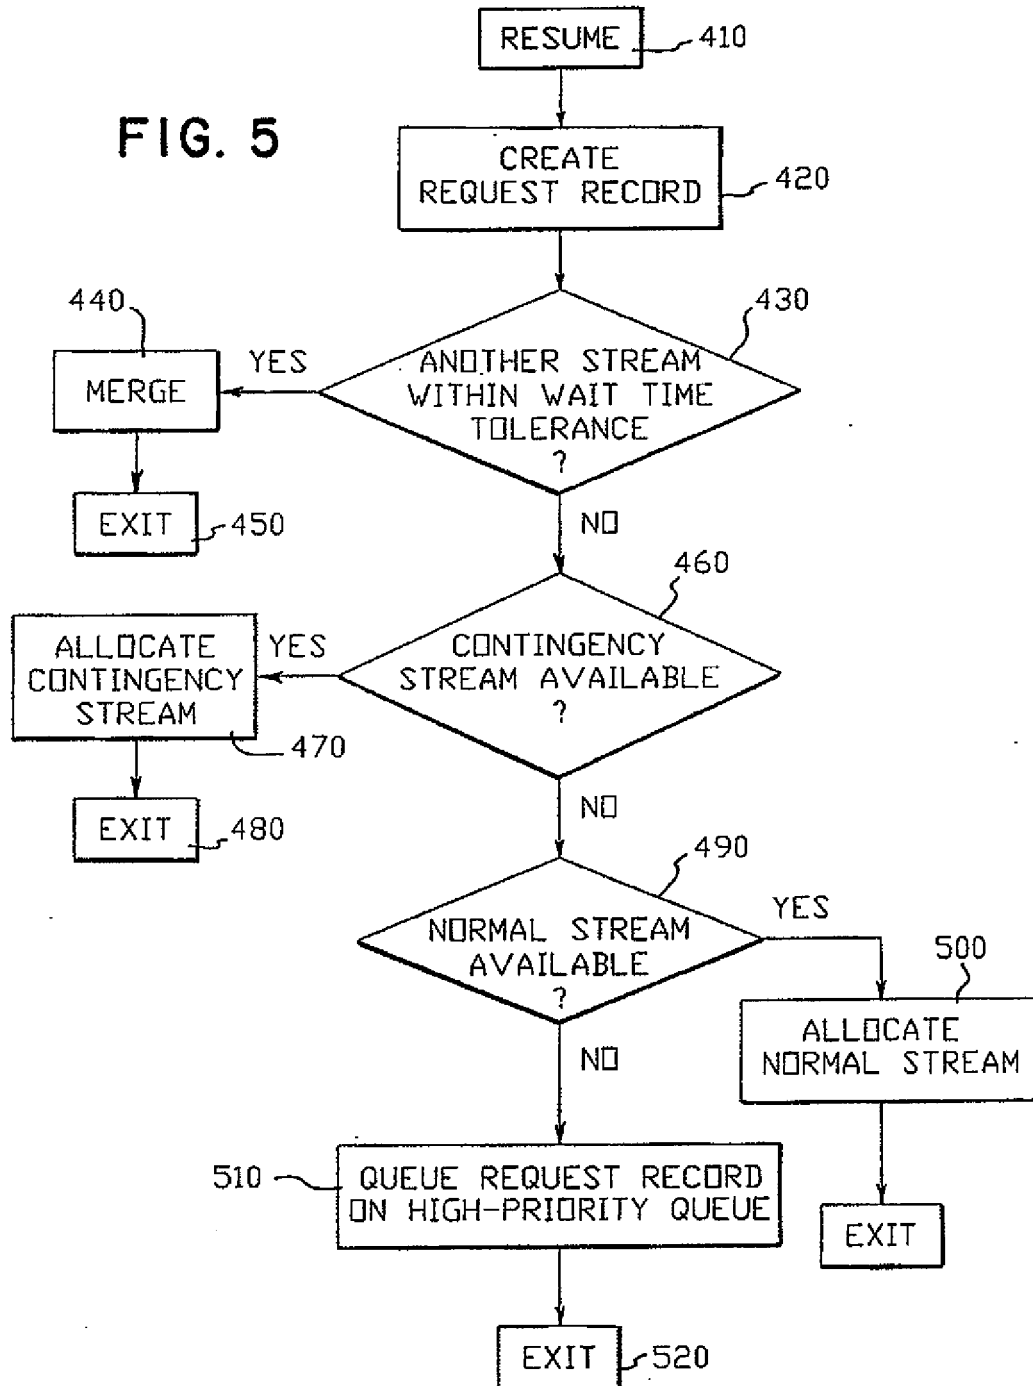 FIG. 5
RESUME
410
CREATE
REQUEST RECORD
420
430
ANOTHER STREAM
WITHIN WAIT TIME
TOLERANCE
?
YES
440
MERGE
EXIT
450
NO
460
CONTINGENCY
STREAM AVAILABLE
?
YES
ALLOCATE
CONTINGENCY
STREAM
470
EXIT
480
NO
490
NORMAL STREAM
AVAILABLE
?
YES
500
ALLOCATE
NORMAL STREAM
EXIT
NO
510
QUEUE REQUEST RECORD
ON HIGH-PRIORITY QUEUE
EXIT
520